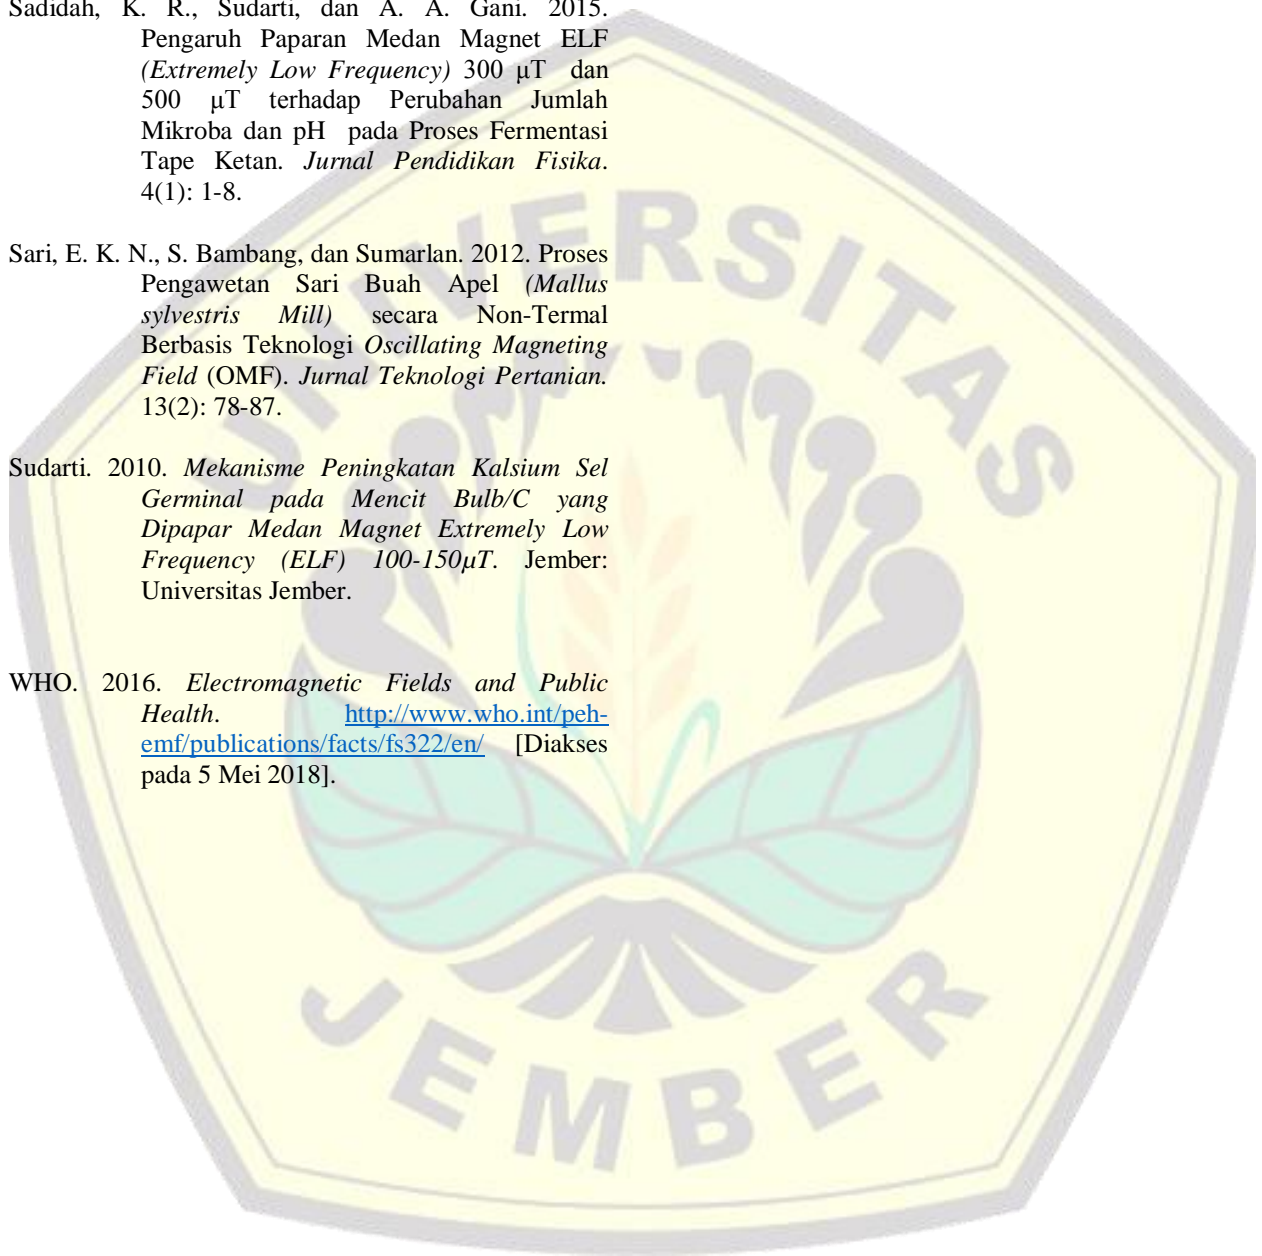 Sadidah, K. R., Sudarti, dan A. A. Gani. 2015.
Pengaruh Paparan Medan Magnet ELF
(Extremely Low Frequency) 300 µT dan
500 µT terhadap Perubahan Jumlah
Mikroba dan pH pada Proses Fermentasi
Tape Ketan. Jurnal Pendidikan Fisika.
4(1): 1-8.
Sari, E. K. N., S. Bambang, dan Sumarlan. 2012. Proses
Pengawetan Sari Buah Apel (Mallus
sylvestris Mill) secara Non-Termal
Berbasis Teknologi Oscillating Magneting
Field (OMF). Jurnal Teknologi Pertanian.
13(2): 78-87.
Sudarti. 2010. Mekanisme Peningkatan Kalsium Sel
Germinal pada Mencit Bulb/C yang
Dipapar Medan Magnet Extremely Low
Frequency (ELF) 100-150µT. Jember:
Universitas Jember.
WHO. 2016. Electromagnetic Fields and Public
Health. http://www.who.int/peh-
emf/publications/facts/fs322/en/ [Diakses
pada 5 Mei 2018].
UNIVERSITAS
JEMBER